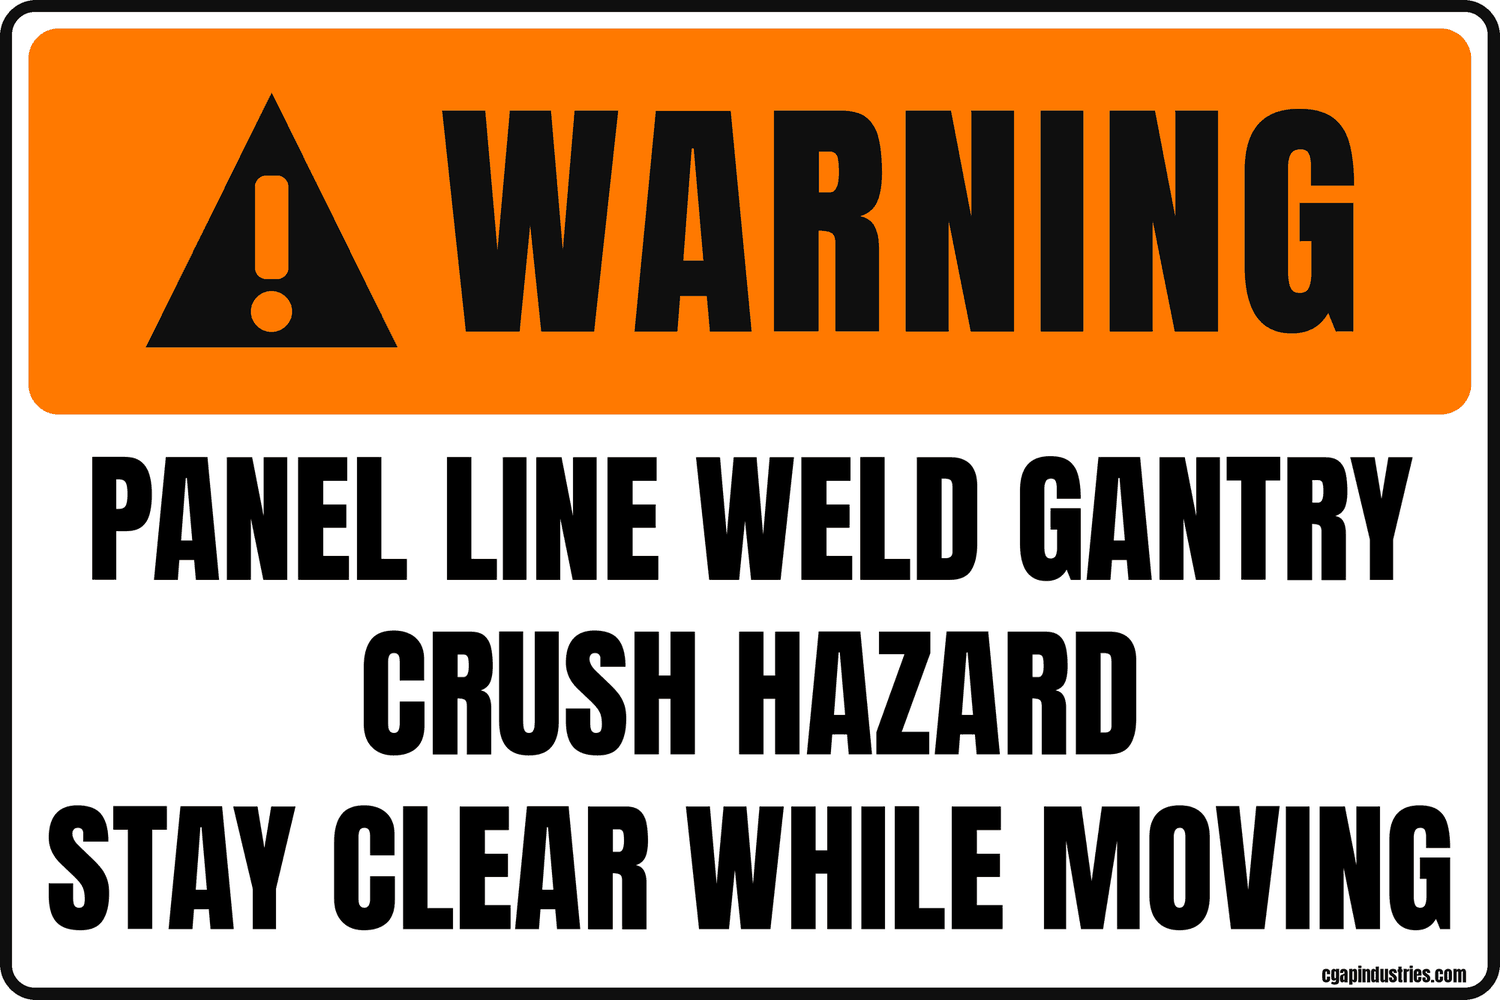 WARNING
PANEL LINE WELD GANTRY
CRUSH HAZARD
STAY CLEAR WHILE MOVING
cgapindustries.com